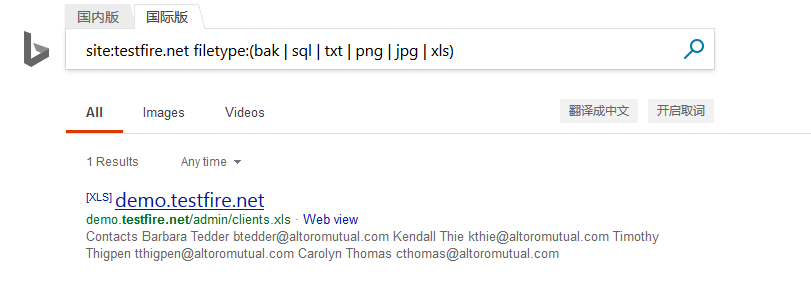 国内版 国际版
site:testfire.net filetype:(bak | sql | txt | png | jpg | xls)
All Images Videos 翻译成中文 开启取词
1 Results Any time
[XLS] demo.testfire.net
demo.testfire.net/admin/clients.xls · Web view
Contacts Barbara Tedder btedder@altoromutual.com Kendall Thie kthie@altoromutual.com Timothy
Thigpen tthigpen@altoromutual.com Carolyn Thomas cthomas@altoromutual.com